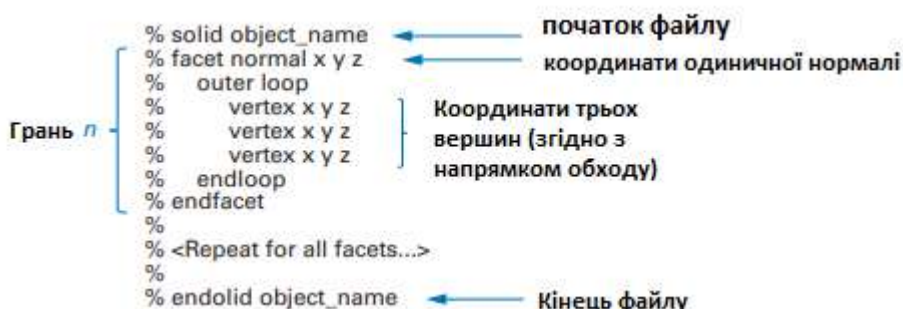 % solid object_name початок файлу
% facet normal x y z координати одиничної нормалі
% outer loop
% vertex x y z Координати трьох
Грань n % vertex x y z вершин (згідно з
% vertex x y z напрямком обходу)
% endloop
% endfacet
%
% <Repeat for all facets...>
%
% endolid object_name Кінець файлу